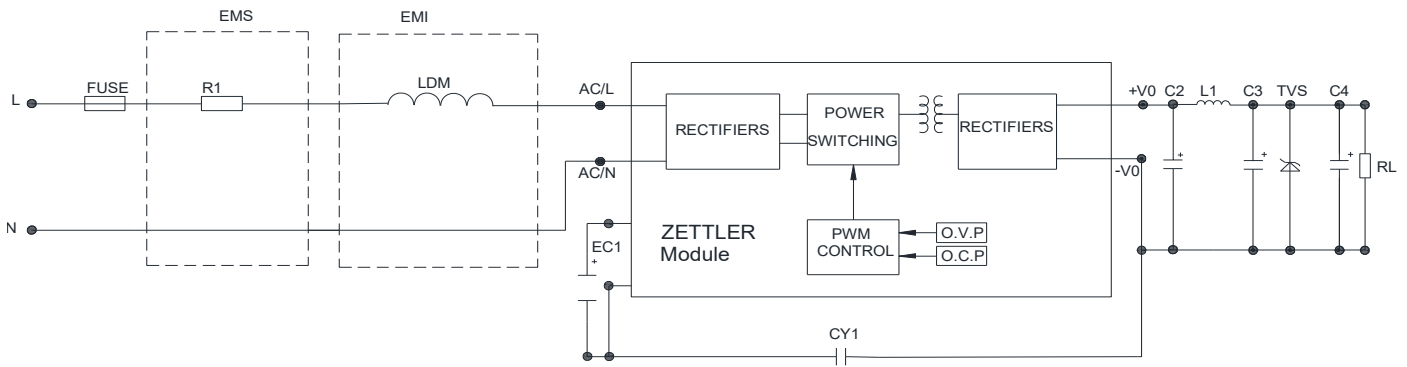 EMS
EMI
FUSE
R1
LDM
AC/L
L
RECTIFIERS
POWER
SWITCHING
RECTIFIERS
+V0
C2
L1
C3
TVS
C4
+
+
+
RL
AC/N
-V0
N
EC1
+
ZETTLER
Module
PWM
CONTROL
O.V.P
O.C.P
CY1